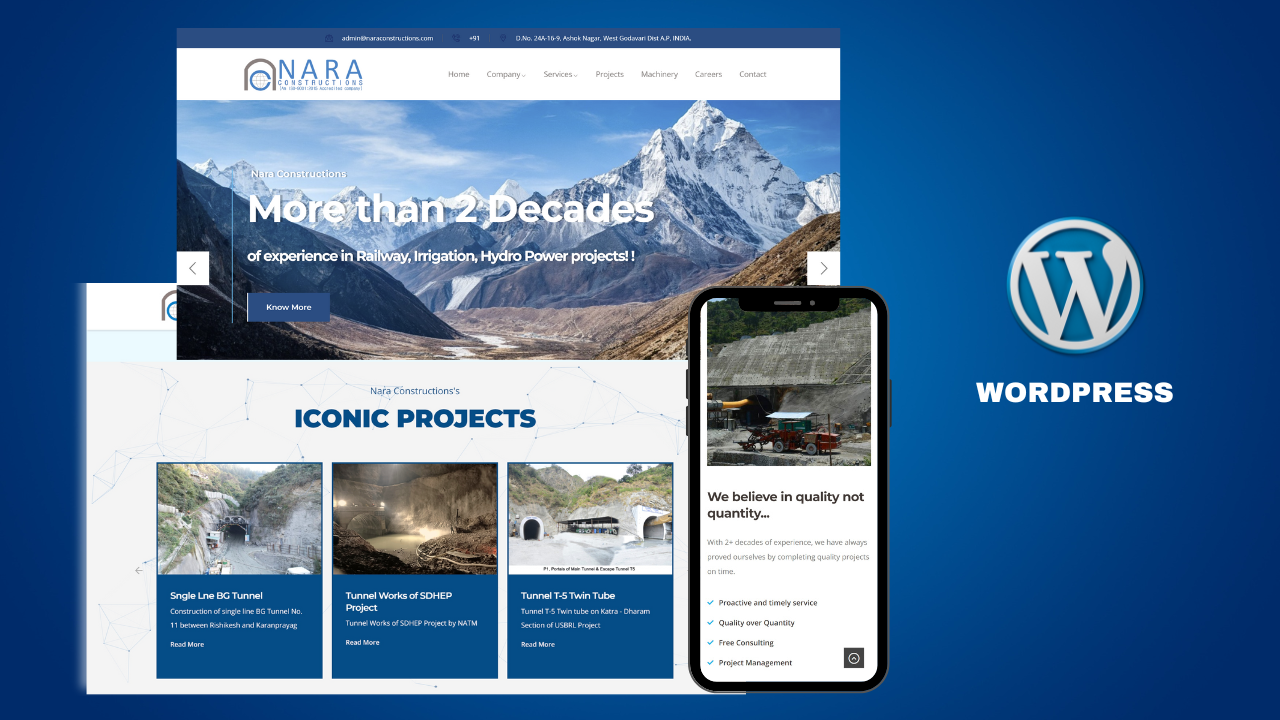 admin@naraconstructions.com +91 D.No. 24A-16-9, Ashok Nagar, West Godavari Dist A.P, INDIA.
NARA
CONSTRUCTIONS
Home Company Services Projects Machinery Careers Contact
Nara Constructions
More than 2 Decades
of experience in Railway, Irrigation, Hydro Power projects! !
Know More
Nara Constructions's
ICONIC PROJECTS
P1, Portals of Main Tunnel & Escape Tunnel T5
Sngle Lne BG Tunnel
Construction of single line BG Tunnel No.
11 between Rishikesh and Karanprayag
Read More
Tunnel Works of SDHEP
Project
Tunnel Works of SDHEP Project by NATM
Read More
Tunnel T-5 Twin Tube
Tunnel T-5 Twin tube on Katra - Dharam
Section of USBRL Project
Read More
We believe in quality not
quantity...
With 2+ decades of experience, we have always
proved ourselves by completing quality projects
on time.
Proactive and timely service
Quality over Quantity
Free Consulting
Project Management
WORDPRESS